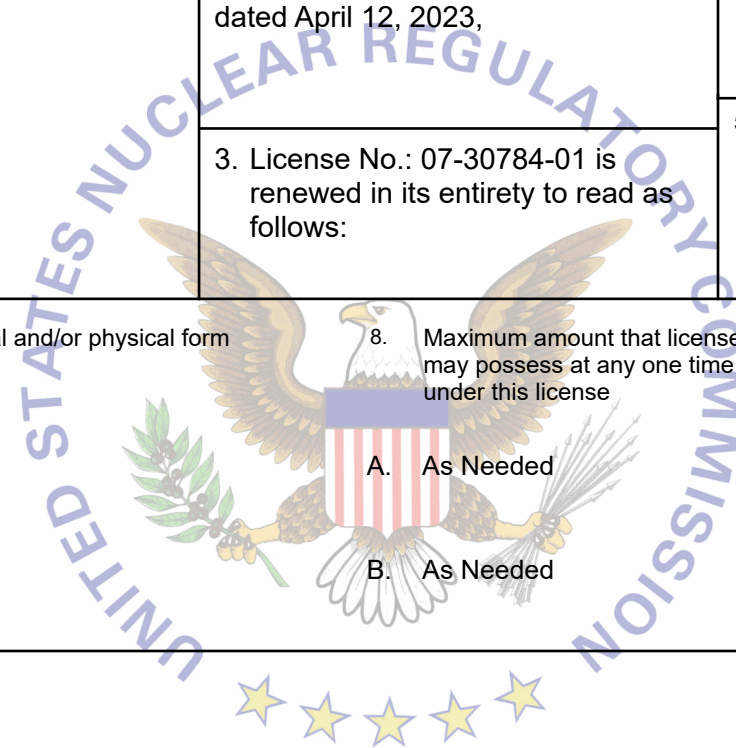 dated April 12, 2023,
3. License No.: 07-30784-01 is
renewed in its entirety to read as
follows:
and/or physical form
8. Maximum amount that license
may possess at any one time
under this license
A. As Needed
B. As Needed
UNITED STATES NUCLEAR REGULATORY COMMISSION